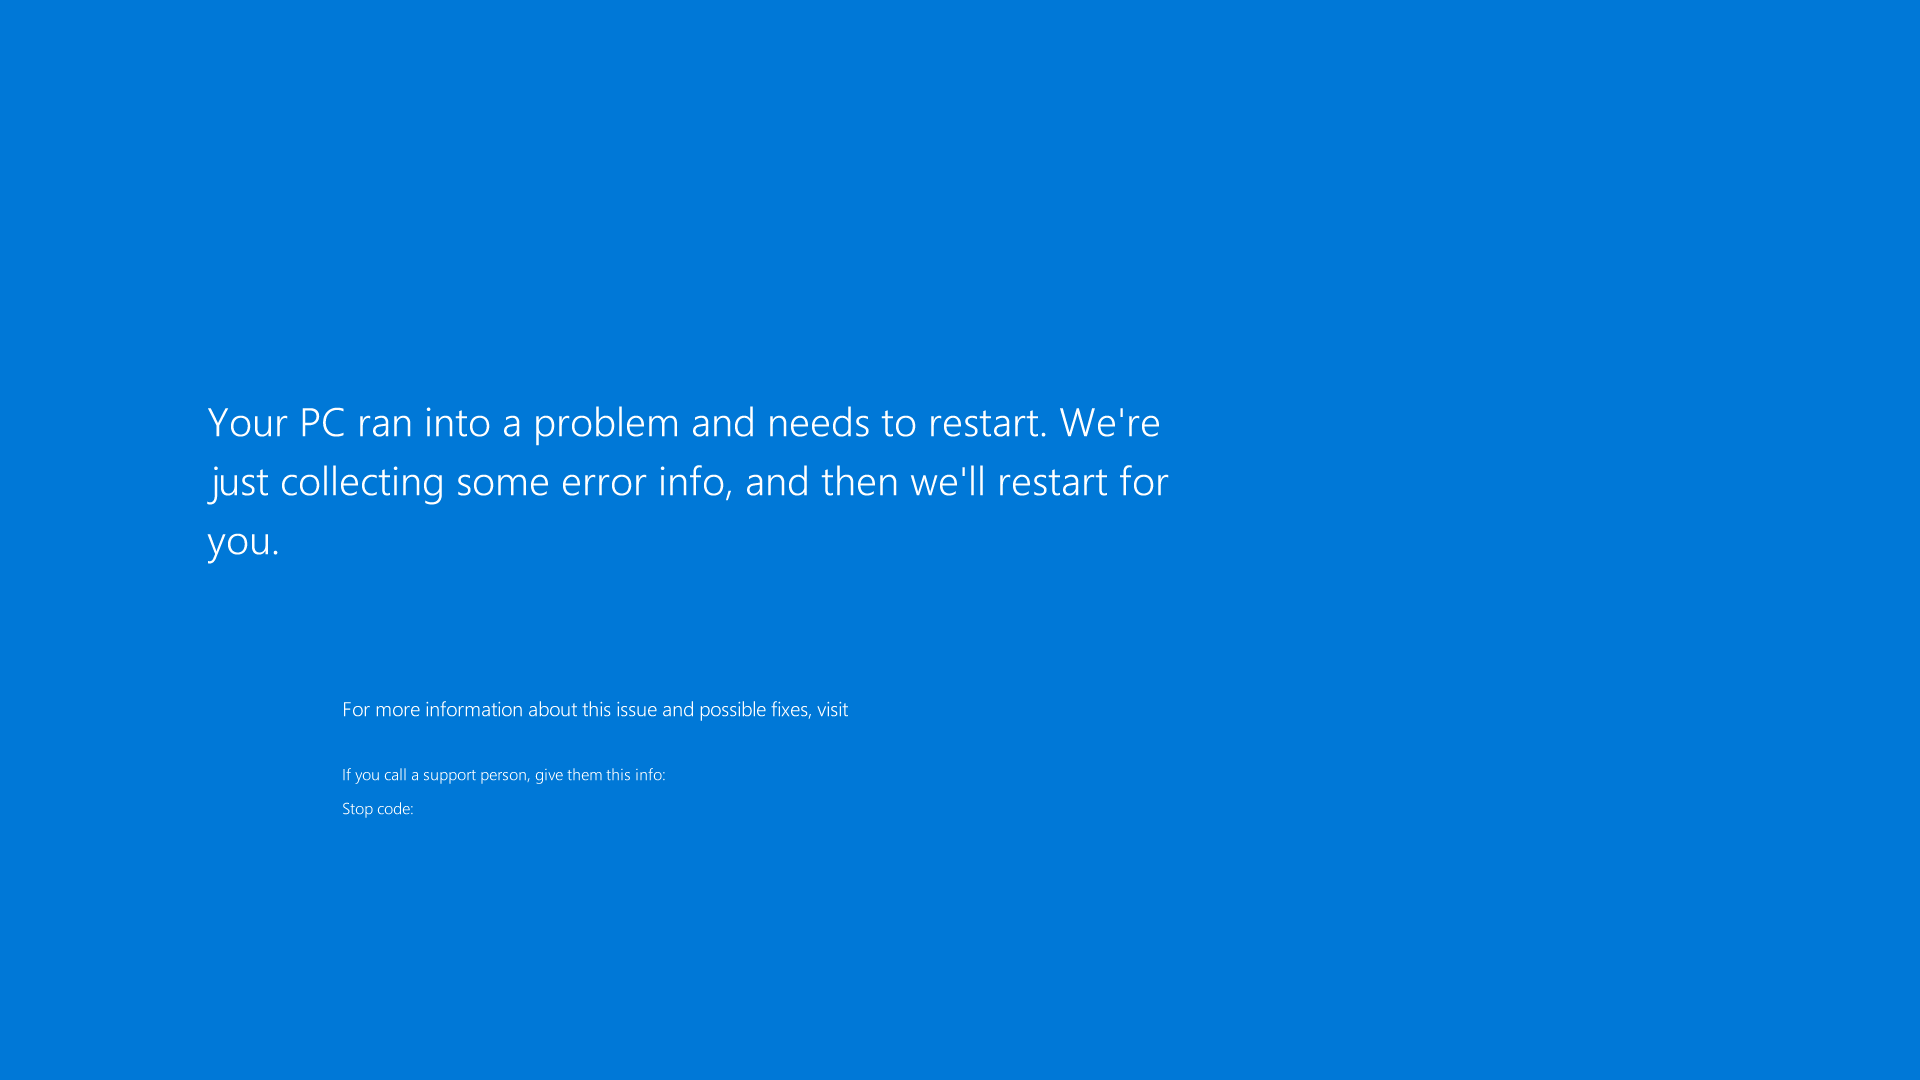 Your PC ran into a problem and needs to restart. We're
just collecting some error info, and then we'll restart for
you.
For more information about this issue and possible fixes, visit
If you call a support person, give them this info:
Stop code: